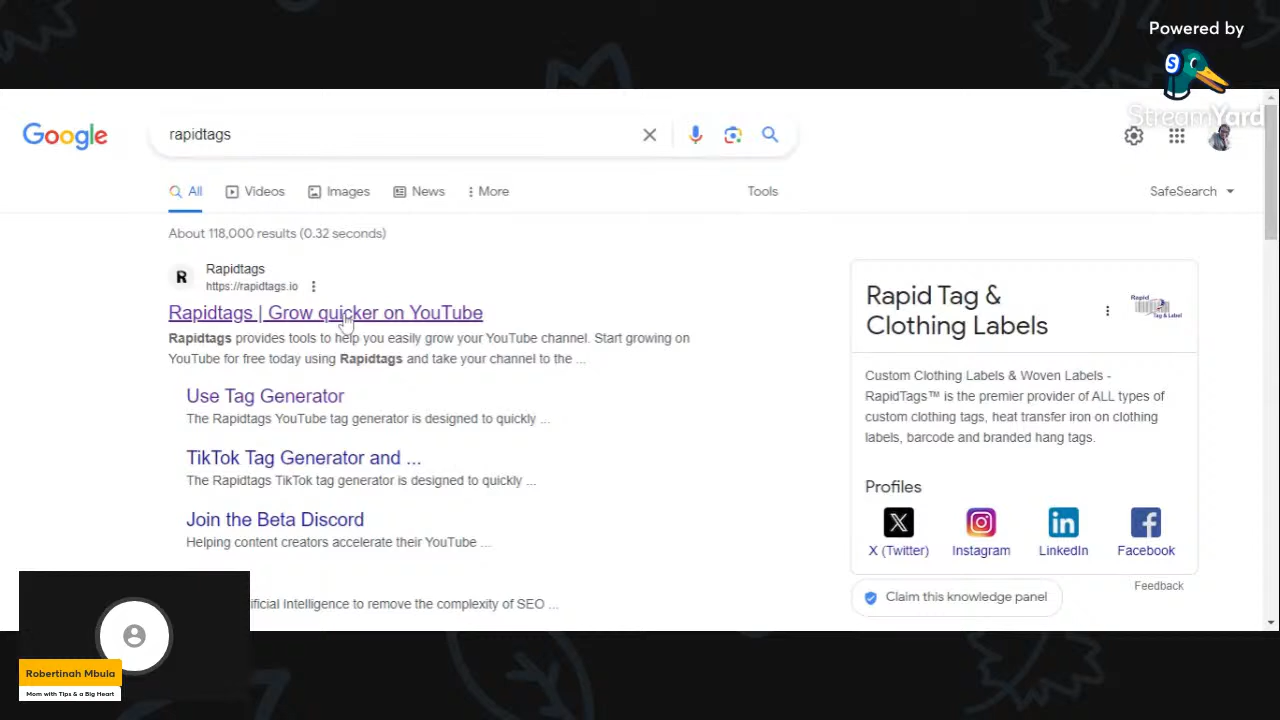 Powered by
StreamYard
Google
rapidtags
All
Videos
Images
News
More
Tools
SafeSearch
About 118,000 results (0.32 seconds)
R
Rapidtags
https://rapidtags.io
Rapidtags | Grow quicker on YouTube
Rapidtags provides tools to help you easily grow your YouTube channel. Start growing on
YouTube for free today using Rapidtags and take your channel to the ...
Use Tag Generator
The Rapidtags YouTube tag generator is designed to quickly ...
TikTok Tag Generator and ...
The Rapidtags TikTok tag generator is designed to quickly ...
Join the Beta Discord
Helping content creators accelerate their YouTube ...
ificial Intelligence to remove the complexity of SEO ...
Rapid Tag &
Clothing Labels
Rapid
Tag & Label
Custom Clothing Labels & Woven Labels -
RapidTags™ is the premier provider of ALL types of
custom clothing tags, heat transfer iron on clothing
labels, barcode and branded hang tags.
Profiles
X (Twitter)
Instagram
LinkedIn
Facebook
Feedback
Claim this knowledge panel
Robertinah Mbula
Mom with Tips & a Big Heart